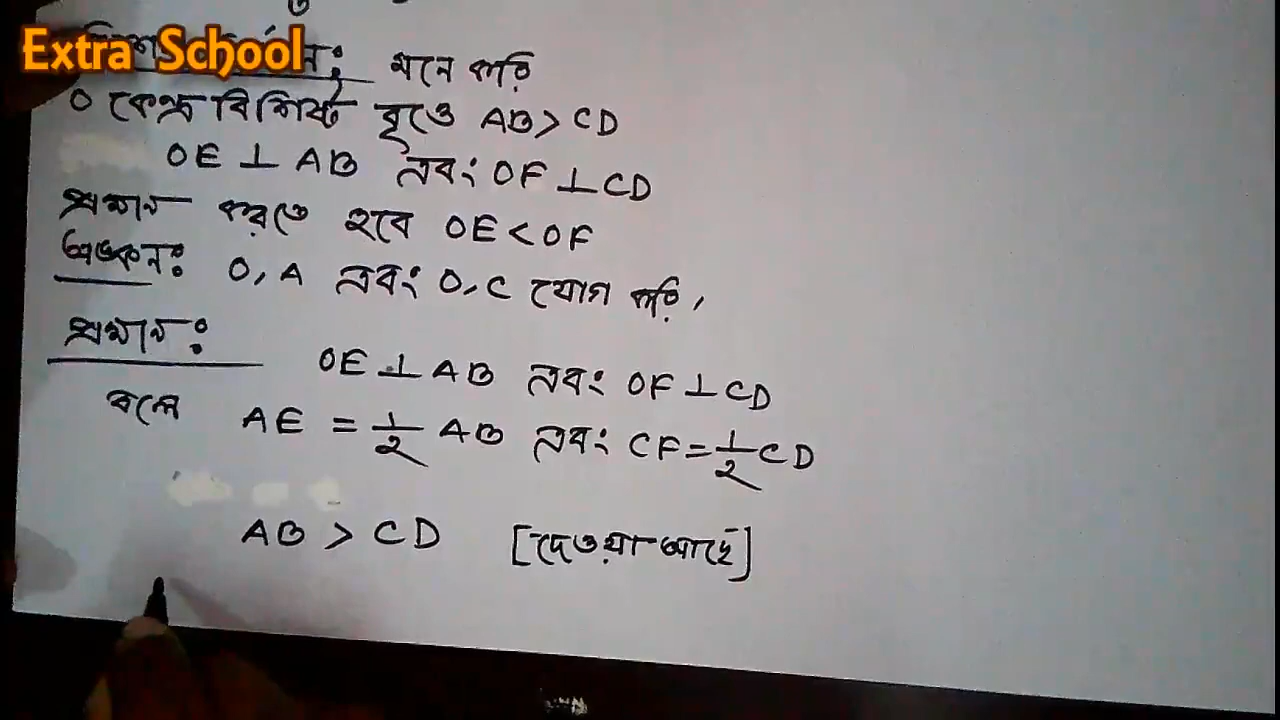 Extra School
মনে করি
O কেন্দ্র বিশিষ্ট বৃত্তে AB > CD
OE ⊥ AB এবং OF ⊥ CD
প্রমাণ করতে হবে OE < OF
অঙ্কন: O, A এবং O, C যোগ করি,
প্রমাণ:
OE ⊥ AB এবং OF ⊥ CD
বলে AE = 1/2 AB এবং CF = 1/2 CD
AB > CD [দেওয়া আছে]